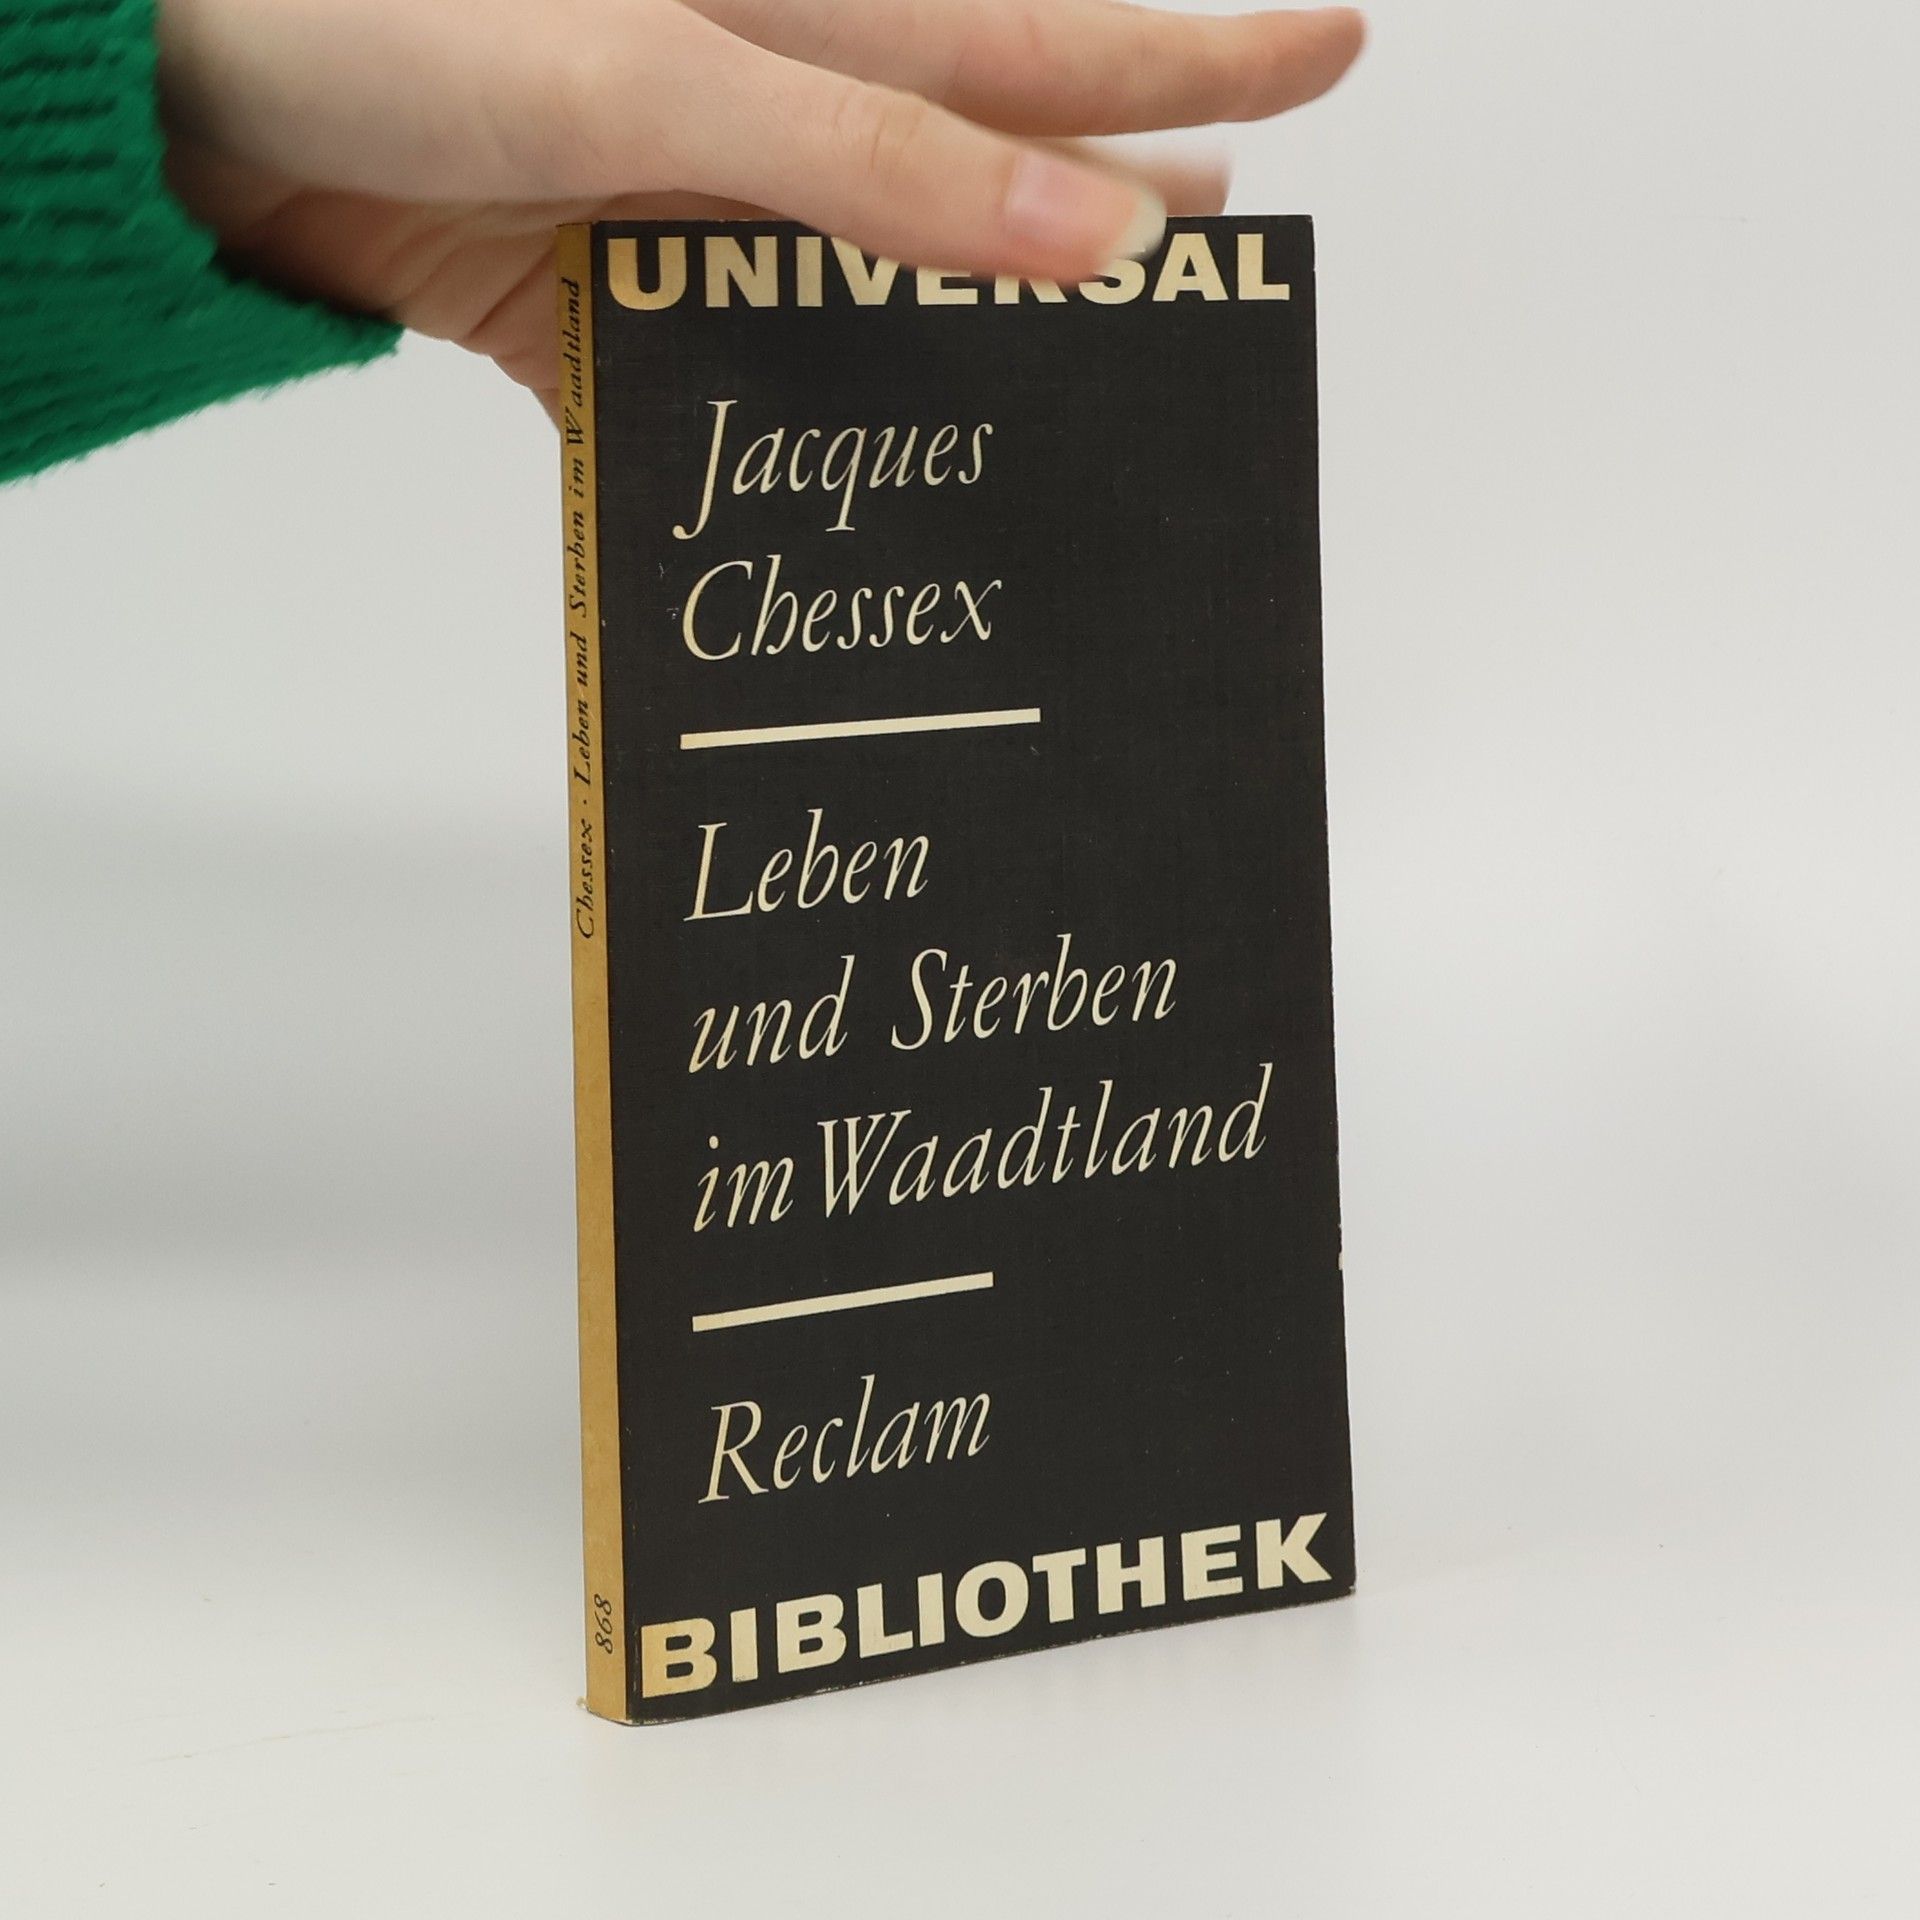 UNIVERSAL
Jacques
Chessex
Leben
und Sterben
im Waadtland
Reclam
BIBLIOTHEK
Chessex · Leben und Sterben im Waadtland
868